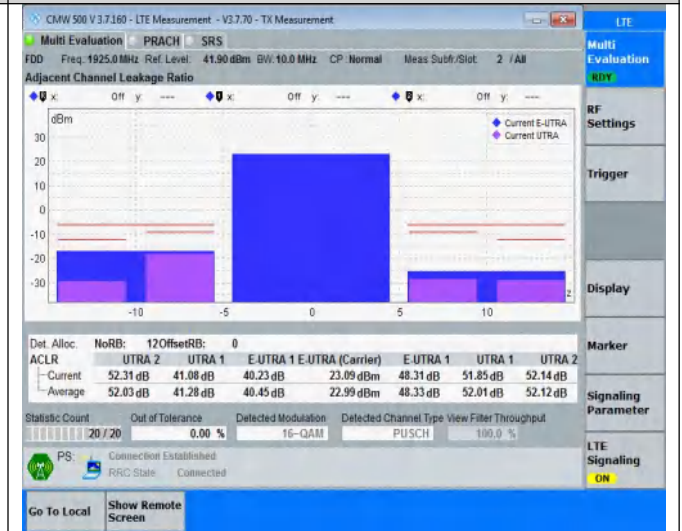 CMW 500 V 3.7.160 - LTE Measurement - V3.7.70 - TX Measurement
LTE
Multi Evaluation PRACH SRS
Multi Evaluation
RDY
FDD Freq.: 1925.0 MHz Ref. Level: 41.90 dBm BW: 10.0 MHz CP: Normal Meas Subfr./Slot: 2 / All
Adjacent Channel Leakage Ratio
x: Off y: --- x: Off y: --- x: Off y: ---
dBm
Current E-UTRA
Current UTRA
30
20
10
0
-10
-20
-30
2
-10 -5 0 5 10
RF Settings
Trigger
Display
Marker
Signaling Parameter
LTE Signaling
ON
Det. Alloc. NoRB: 12 OffsetRB: 0
ACLR UTRA 2 UTRA 1 E-UTRA 1 E-UTRA (Carrier) E-UTRA 1 UTRA 1 UTRA 2
Current 52.31 dB 41.08 dB 40.23 dB 23.09 dBm 48.31 dB 51.85 dB 52.14 dB
Average 52.03 dB 41.28 dB 40.45 dB 22.99 dBm 48.33 dB 52.01 dB 52.12 dB
Statistic Count Out of Tolerance Detected Modulation Detected Channel Type View Filter Throughput
20 / 20 0.00 % 16-QAM PUSCH 100.0 %
PS: Connection Established
RRC State Connected
Go To Local
Show Remote Screen